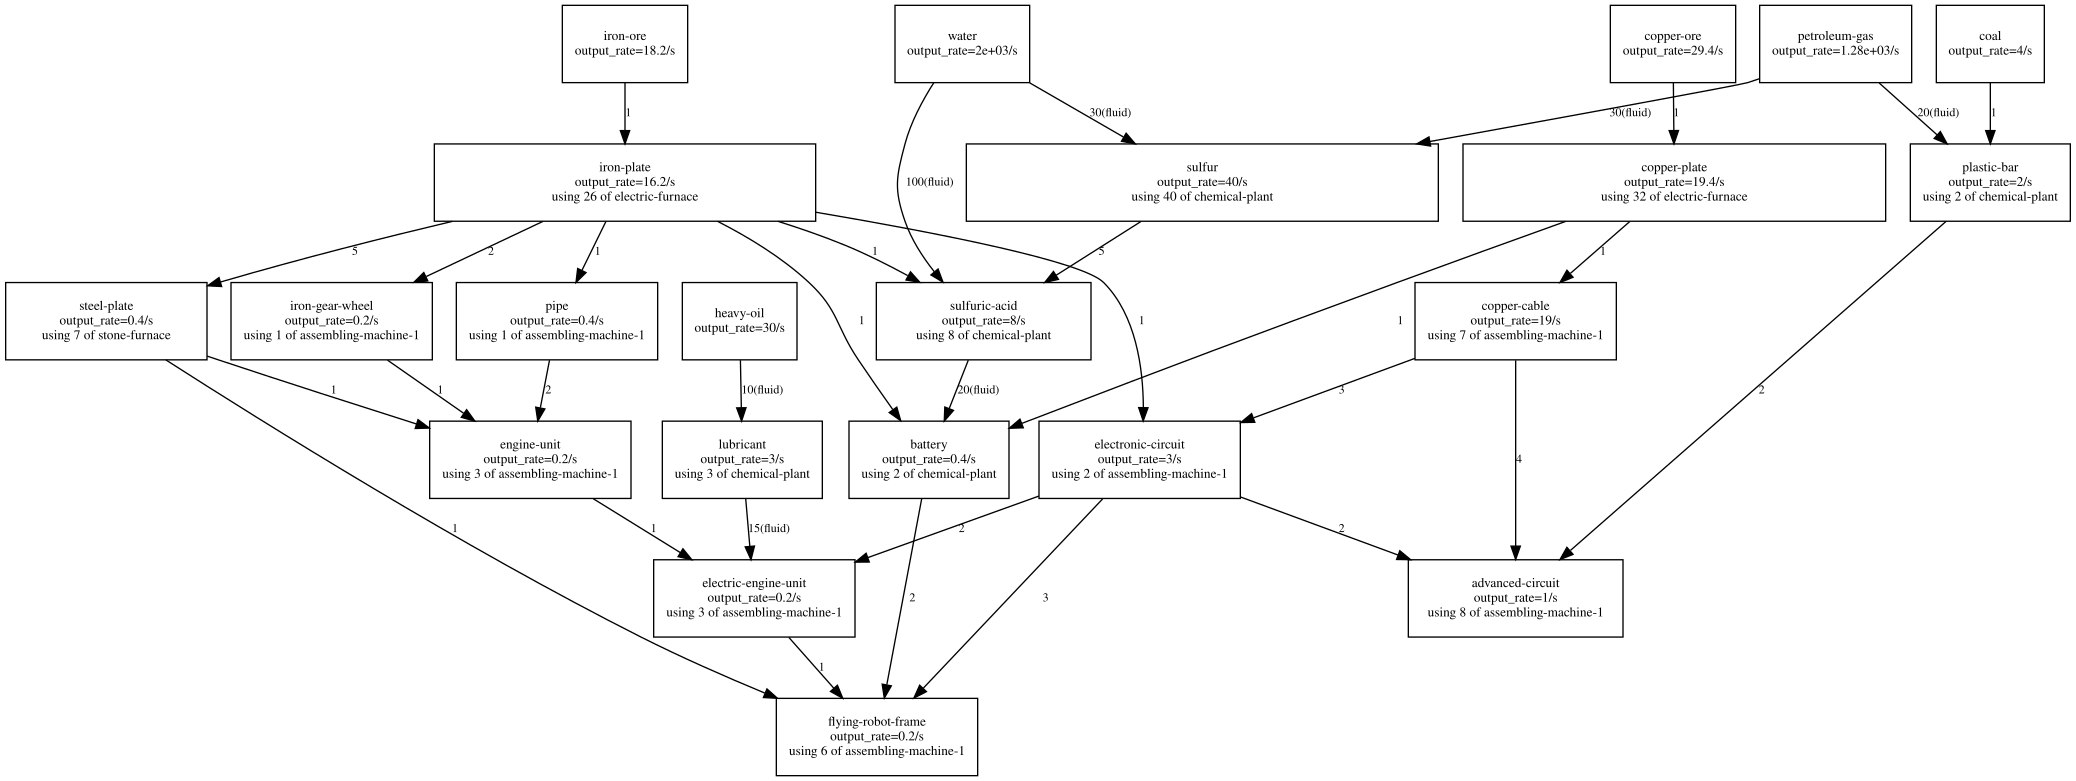 iron-ore
output_rate=18.2/s
water
output_rate=2e+03/s
copper-ore
output_rate=29.4/s
petroleum-gas
output_rate=1.28e+03/s
coal
output_rate=4/s
1
30(fluid)
30(fluid)
1
20(fluid)
1
iron-plate
output_rate=16.2/s
using 26 of electric-furnace
100(fluid)
sulfur
output_rate=40/s
using 40 of chemical-plant
copper-plate
output_rate=19.4/s
using 32 of electric-furnace
plastic-bar
output_rate=2/s
using 2 of chemical-plant
5
2
1
1
5
1
steel-plate
output_rate=0.4/s
using 7 of stone-furnace
iron-gear-wheel
output_rate=0.2/s
using 1 of assembling-machine-1
pipe
output_rate=0.4/s
using 1 of assembling-machine-1
heavy-oil
output_rate=30/s
1
sulfuric-acid
output_rate=8/s
using 8 of chemical-plant
1
1
copper-cable
output_rate=19/s
using 7 of assembling-machine-1
1
1
2
10(fluid)
20(fluid)
3
2
engine-unit
output_rate=0.2/s
using 3 of assembling-machine-1
lubricant
output_rate=3/s
using 3 of chemical-plant
battery
output_rate=0.4/s
using 2 of chemical-plant
electronic-circuit
output_rate=3/s
using 2 of assembling-machine-1
4
1
1
15(fluid)
2
2
electric-engine-unit
output_rate=0.2/s
using 3 of assembling-machine-1
2
3
advanced-circuit
output_rate=1/s
using 8 of assembling-machine-1
1
flying-robot-frame
output_rate=0.2/s
using 6 of assembling-machine-1